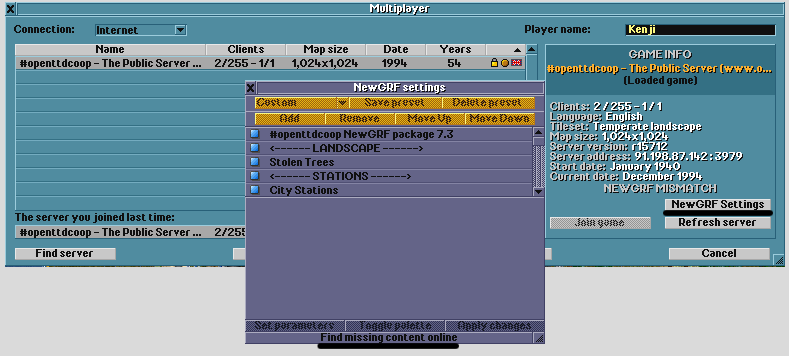 Multiplayer
Connection: Internet Player name: Kenji
Name Clients Map size Date Years
#openttdcoop - The Public Server ... 2/255 - 1/1 1,024x1,024 1994 54
GAME INFO
#openttdcoop - The Public Server (www.o...
(Loaded game)
Clients: 2 / 255 - 1 / 1
Language: English
Tileset: Temperate landscape
Map size: 1,024x1,024
Server version: r15712
Server address: 91.198.87.142 : 3979
Start date: January 1940
Current date: December 1994
NEWGRF MISMATCH
NewGRF Settings
Join game Refresh server
NewGRF settings
Custom Save preset Delete preset
Add Remove Move Up Move Down
#openttdcoop NewGRF package 7.3
<------ LANDSCAPE ------>
Stolen Trees
<------ STATIONS ------>
City Stations
Set parameters Toggle palette Apply changes
Find missing content online
The server you joined last time:
#openttdcoop - The Public Server ... 2/255
Find server Cancel